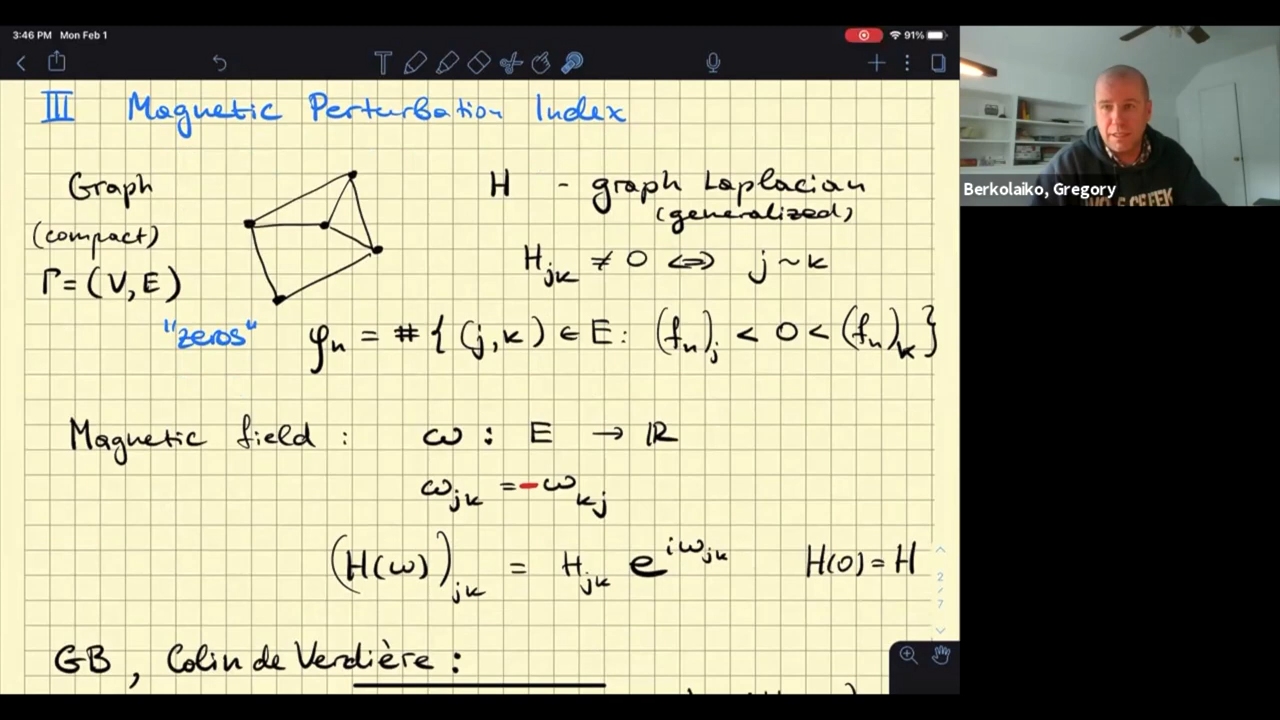 3:46 PM Mon Feb 1
91%
III Magnetic Perturbation Index
Graph
(compact)
Γ = (V, E)
H - graph Laplacian
(generalized)
H_jk ≠ 0 ⇔ j ~ k
"zeros" φ_n = # { (j, k) ∈ E : (f_n)_j < 0 < (f_n)_k }
Magnetic field : ω : E → ℝ
ω_jk = -ω_kj
(H(ω))_jk = H_jk e^{iω_jk} H(0) = H
GB, Colin de Verdière :
2
/
7
Berkolaiko, Gregory